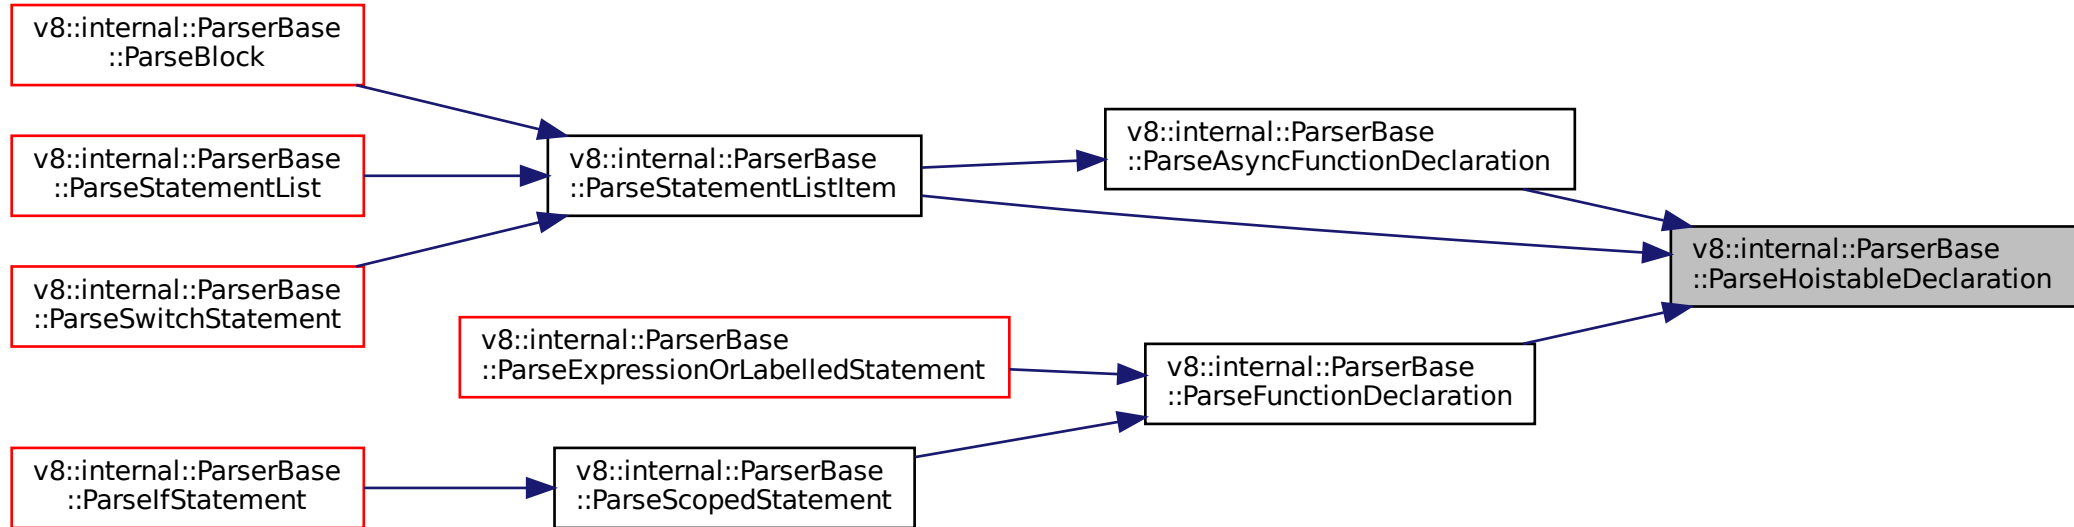 v8::internal::ParserBase
::ParseBlock
v8::internal::ParserBase
::ParseStatementList
v8::internal::ParserBase
::ParseSwitchStatement
v8::internal::ParserBase
::ParseIfStatement
v8::internal::ParserBase
::ParseStatementListItem
v8::internal::ParserBase
::ParseExpressionOrLabelledStatement
v8::internal::ParserBase
::ParseScopedStatement
v8::internal::ParserBase
::ParseAsyncFunctionDeclaration
v8::internal::ParserBase
::ParseFunctionDeclaration
v8::internal::ParserBase
::ParseHoistableDeclaration